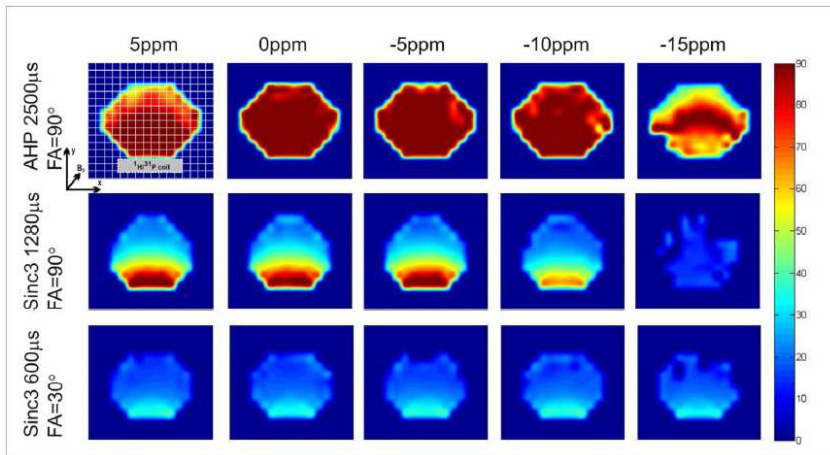 5ppm 0ppm -5ppm -10ppm -15ppm
AHP 2500µs
FA=90°
y
B₀
x
¹H/³¹P coil
Sinc3 1280µs
FA=90°
Sinc3 600µs
FA=30°
90
80
70
60
50
40
30
20
10
0